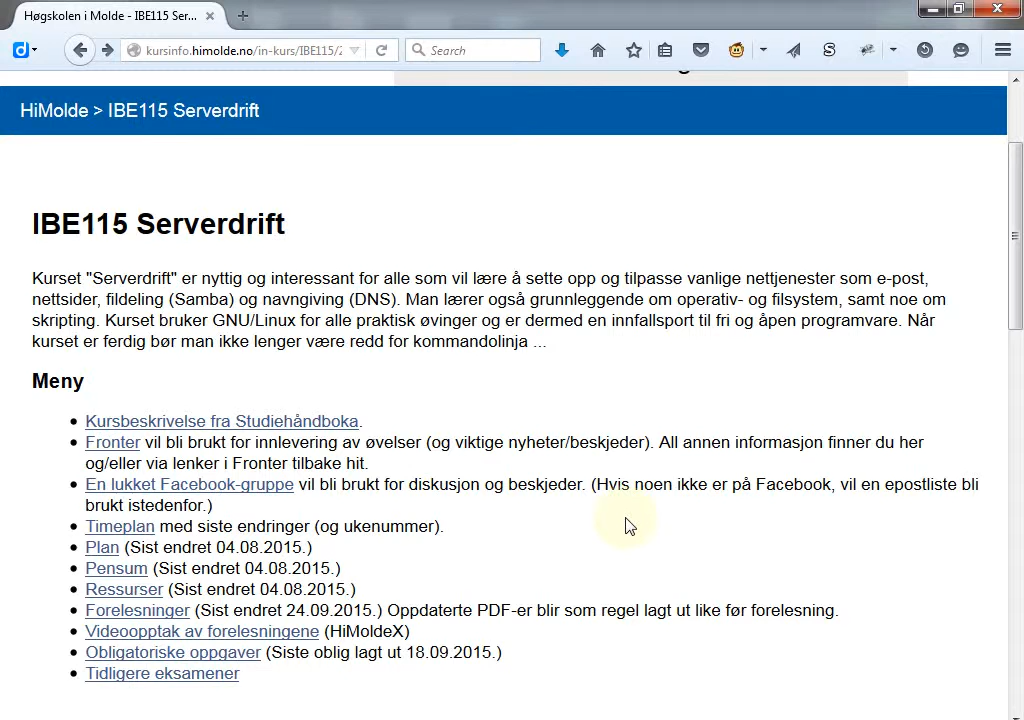 Høgskolen i Molde - IBE115 Ser...
kursinfo.himolde.no/in-kurs/IBE115/2
Search
HiMolde > IBE115 Serverdrift
IBE115 Serverdrift
Kurset "Serverdrift" er nyttig og interessant for alle som vil lære å sette opp og tilpasse vanlige nettjenester som e-post,
nettsider, fildeling (Samba) og navngiving (DNS). Man lærer også grunnleggende om operativ- og filsystem, samt noe om
skripting. Kurset bruker GNU/Linux for alle praktisk øvinger og er dermed en innfallsport til fri og åpen programvare. Når
kurset er ferdig bør man ikke lenger være redd for kommandolinja ...
Meny
Kursbeskrivelse fra Studiehåndboka.
Fronter vil bli brukt for innlevering av øvelser (og viktige nyheter/beskjeder). All annen informasjon finner du her
og/eller via lenker i Fronter tilbake hit.
En lukket Facebook-gruppe vil bli brukt for diskusjon og beskjeder. (Hvis noen ikke er på Facebook, vil en epostliste bli
brukt istedenfor.)
Timeplan med siste endringer (og ukenummer).
Plan (Sist endret 04.08.2015.)
Pensum (Sist endret 04.08.2015.)
Ressurser (Sist endret 04.08.2015.)
Forelesninger (Sist endret 24.09.2015.) Oppdaterte PDF-er blir som regel lagt ut like før forelesning.
Videoopptak av forelesningene (HiMoldeX)
Obligatoriske oppgaver (Siste oblig lagt ut 18.09.2015.)
Tidligere eksamener